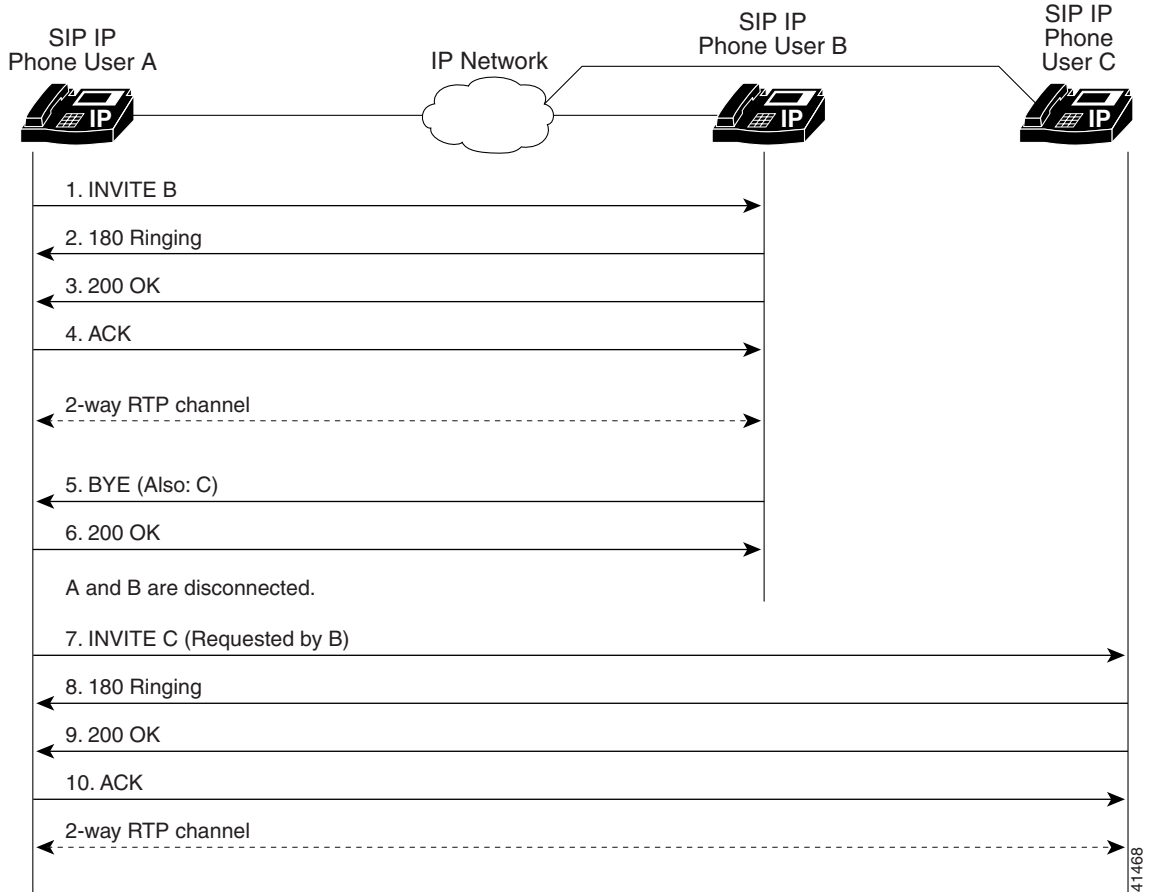 SIP IP
Phone User A
IP Network
SIP IP
Phone User B
SIP IP
Phone
User C
IP
IP
IP
1. INVITE B
2. 180 Ringing
3. 200 OK
4. ACK
2-way RTP channel
5. BYE (Also: C)
6. 200 OK
A and B are disconnected.
7. INVITE C (Requested by B)
8. 180 Ringing
9. 200 OK
10. ACK
2-way RTP channel
41468